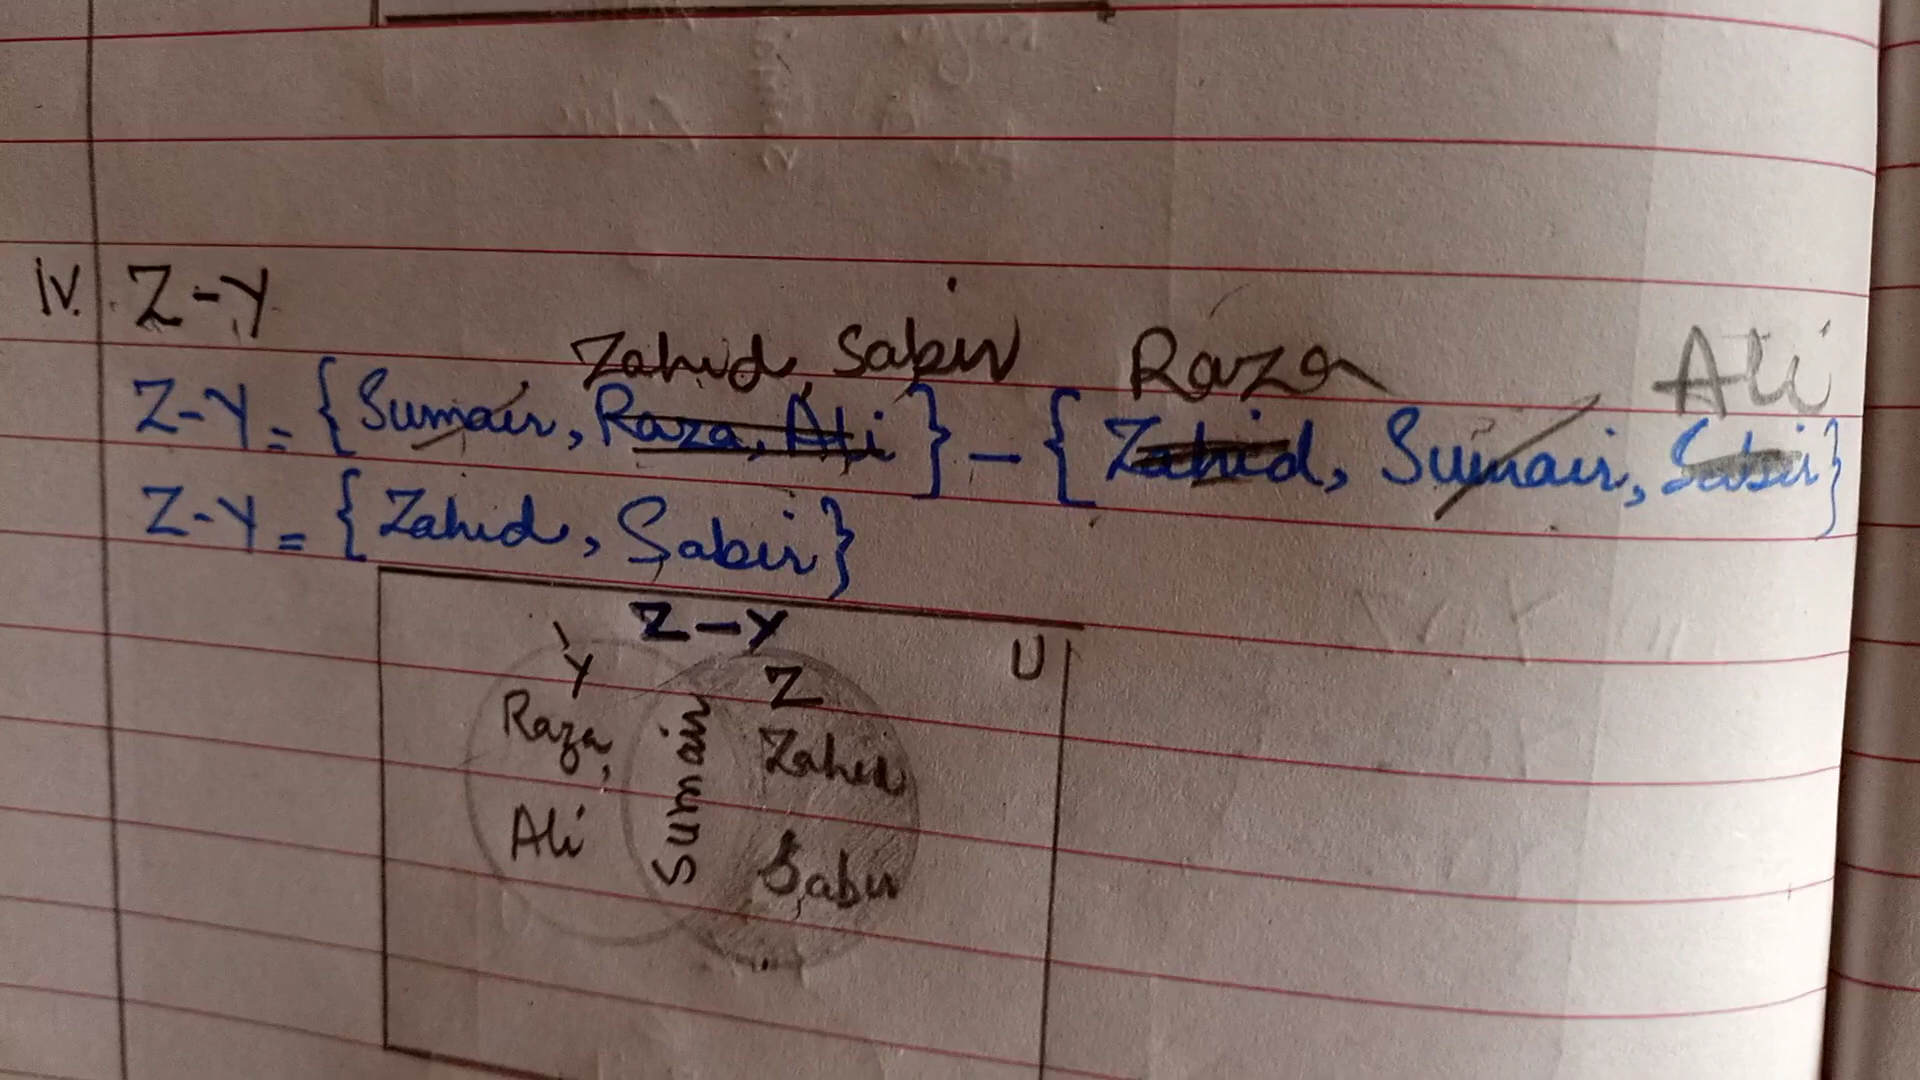 iv. Z-Y
Zahid, Sabir Raza Ali
Z-Y = {Sumair, Raza, Ali} - {Zahid, Sumair, Sabir}
Z-Y = {Zahid, Sabir}
Z-Y
Y Z U
Raza, Sumair Zahid
Ali Sabir